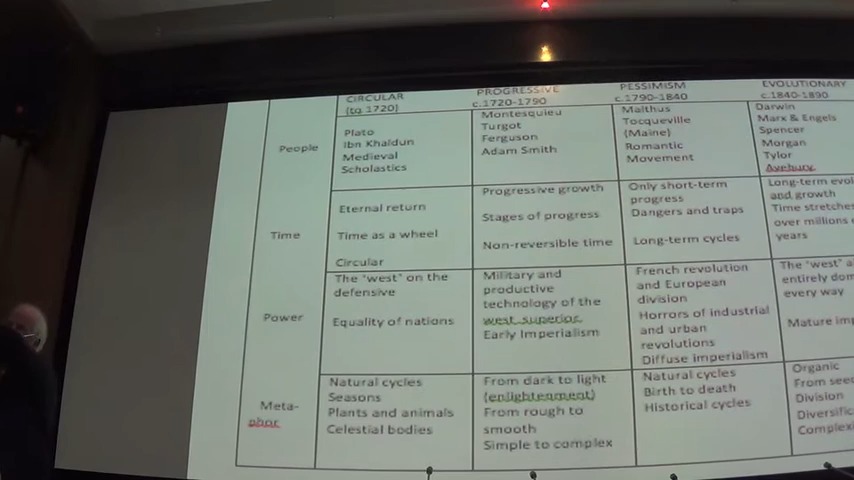 CIRCULAR
(to 1720)
PROGRESSIVE
c.1720-1790
PESSIMISM
c.1790-1840
EVOLUTIONARY
c.1840-1890
People
Plato
Ibn Khaldun
Medieval
Scholastics
Montesquieu
Turgot
Ferguson
Adam Smith
Malthus
Tocqueville
(Maine)
Romantic
Movement
Darwin
Marx & Engels
Spencer
Morgan
Tylor
Avebury
Time
Eternal return
Time as a wheel
Circular
Progressive growth
Stages of progress
Non-reversible time
Only short-term
progress
Dangers and traps
Long-term cycles
Long-term evol
and growth
Time stretches
over millions
years
Power
The "west" on the
defensive
Equality of nations
Military and
productive
technology of the
west superior
Early Imperialism
French revolution
and European
division
Horrors of industrial
and urban
revolutions
Diffuse imperialism
The "west" a
entirely dom
every way
Mature imp
Meta-
phor
Natural cycles
Seasons
Plants and animals
Celestial bodies
From dark to light
(enlightenment)
From rough to
smooth
Simple to complex
Natural cycles
Birth to death
Historical cycles
Organic
From seed
Division
Diversific
Complexi